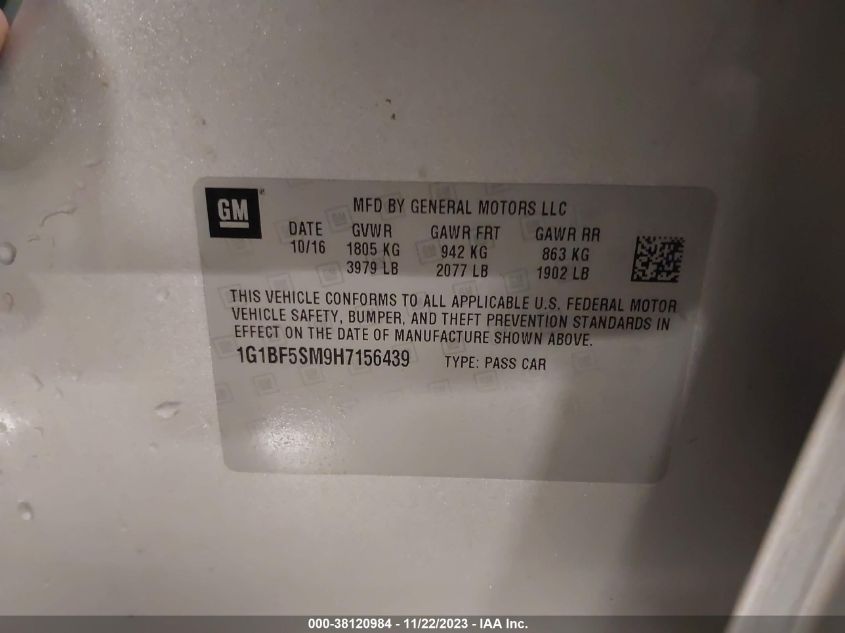 GM
MFD BY GENERAL MOTORS LLC
DATE GVWR GAWR FRT GAWR RR
10/16 1805 KG 942 KG 863 KG
3979 LB 2077 LB 1902 LB
THIS VEHICLE CONFORMS TO ALL APPLICABLE U.S. FEDERAL MOTOR
VEHICLE SAFETY, BUMPER, AND THEFT PREVENTION STANDARDS IN
EFFECT ON THE DATE OF MANUFACTURE SHOWN ABOVE.
1G1BF5SM9H7156439 TYPE: PASS CAR
000-38120984 - 11/22/2023 - IAA Inc.